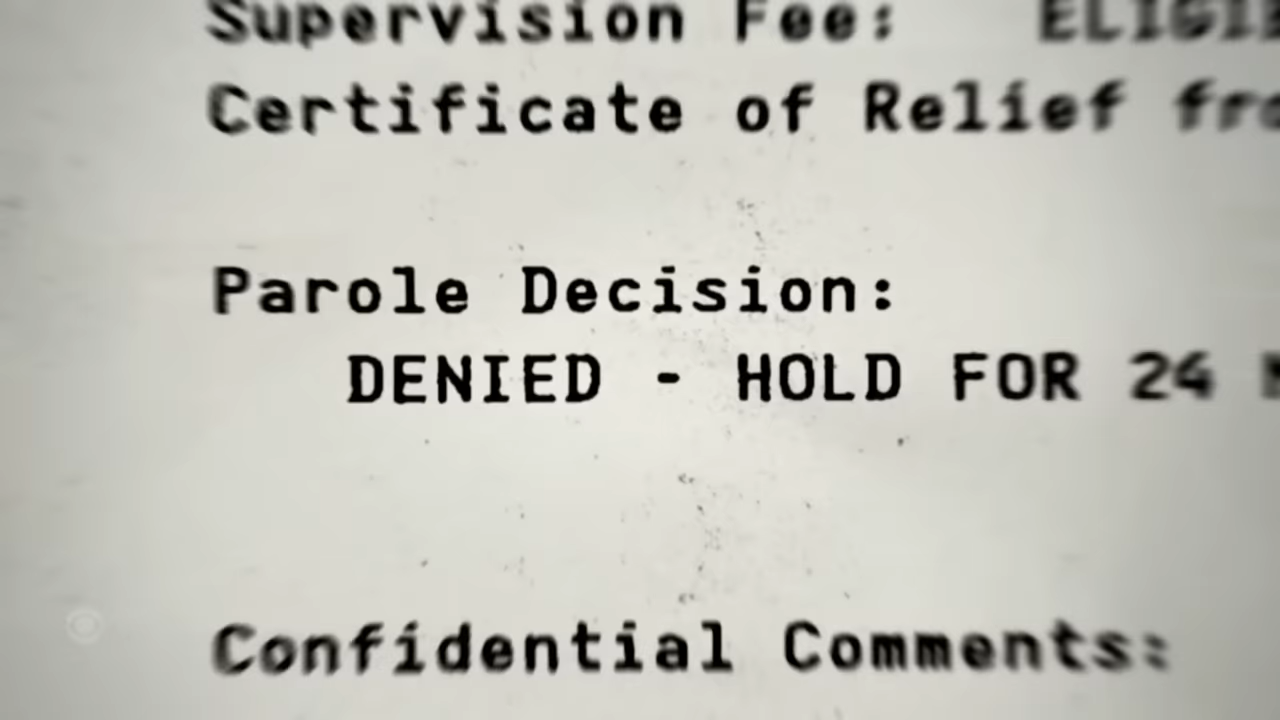 Supervision Fee:
Certificate of Relief
Parole Decision:
DENIED - HOLD FOR 24
Confidential Comments: